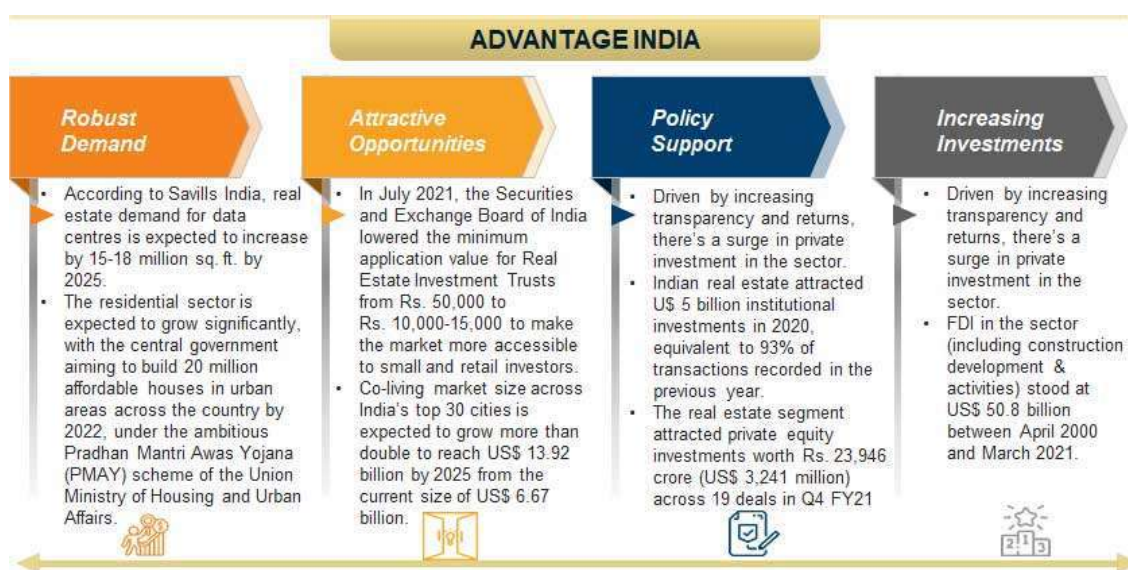 ADVANTAGE INDIA
Robust
Demand
• According to Savills India, real
estate demand for data
centres is expected to increase
by 15-18 million sq. ft. by
2025.
• The residential sector is
expected to grow significantly,
with the central government
aiming to build 20 million
affordable houses in urban
areas across the country by
2022, under the ambitious
Pradhan Mantri Awas Yojana
(PMAY) scheme of the Union
Ministry of Housing and Urban
Affairs.
Attractive
Opportunities
• In July 2021, the Securities
and Exchange Board of India
lowered the minimum
application value for Real
Estate Investment Trusts
from Rs. 50,000 to
Rs. 10,000-15,000 to make
the market more accessible
to small and retail investors.
• Co-living market size across
India's top 30 cities is
expected to grow more than
double to reach US$ 13.92
billion by 2025 from the
current size of US$ 6.67
billion.
Policy
Support
• Driven by increasing
transparency and returns,
there's a surge in private
investment in the sector.
• Indian real estate attracted
U$ 5 billion institutional
investments in 2020,
equivalent to 93% of
transactions recorded in the
previous year.
• The real estate segment
attracted private equity
investments worth Rs. 23,946
crore (US$ 3,241 million)
across 19 deals in Q4 FY21
Increasing
Investments
• Driven by increasing
transparency and
returns, there's a
surge in private
investment in the
sector.
• FDI in the sector
(including construction
development &
activities) stood at
US$ 50.8 billion
between April 2000
and March 2021.
2 1 3